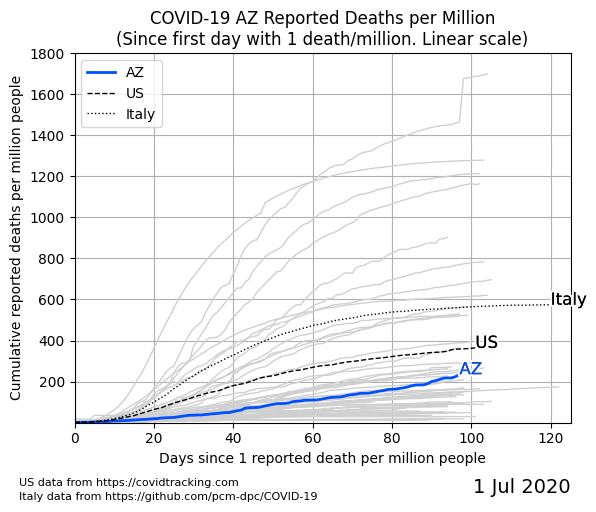 COVID-19 AZ Reported Deaths per Million
(Since first day with 1 death/million. Linear scale)
Cumulative reported deaths per million people
1800
1600
1400
1200
1000
800
600
400
200
AZ
US
Italy
Italy
US
AZ
0 20 40 60 80 100 120
Days since 1 reported death per million people
US data from https://covidtracking.com
Italy data from https://github.com/pcm-dpc/COVID-19
1 Jul 2020